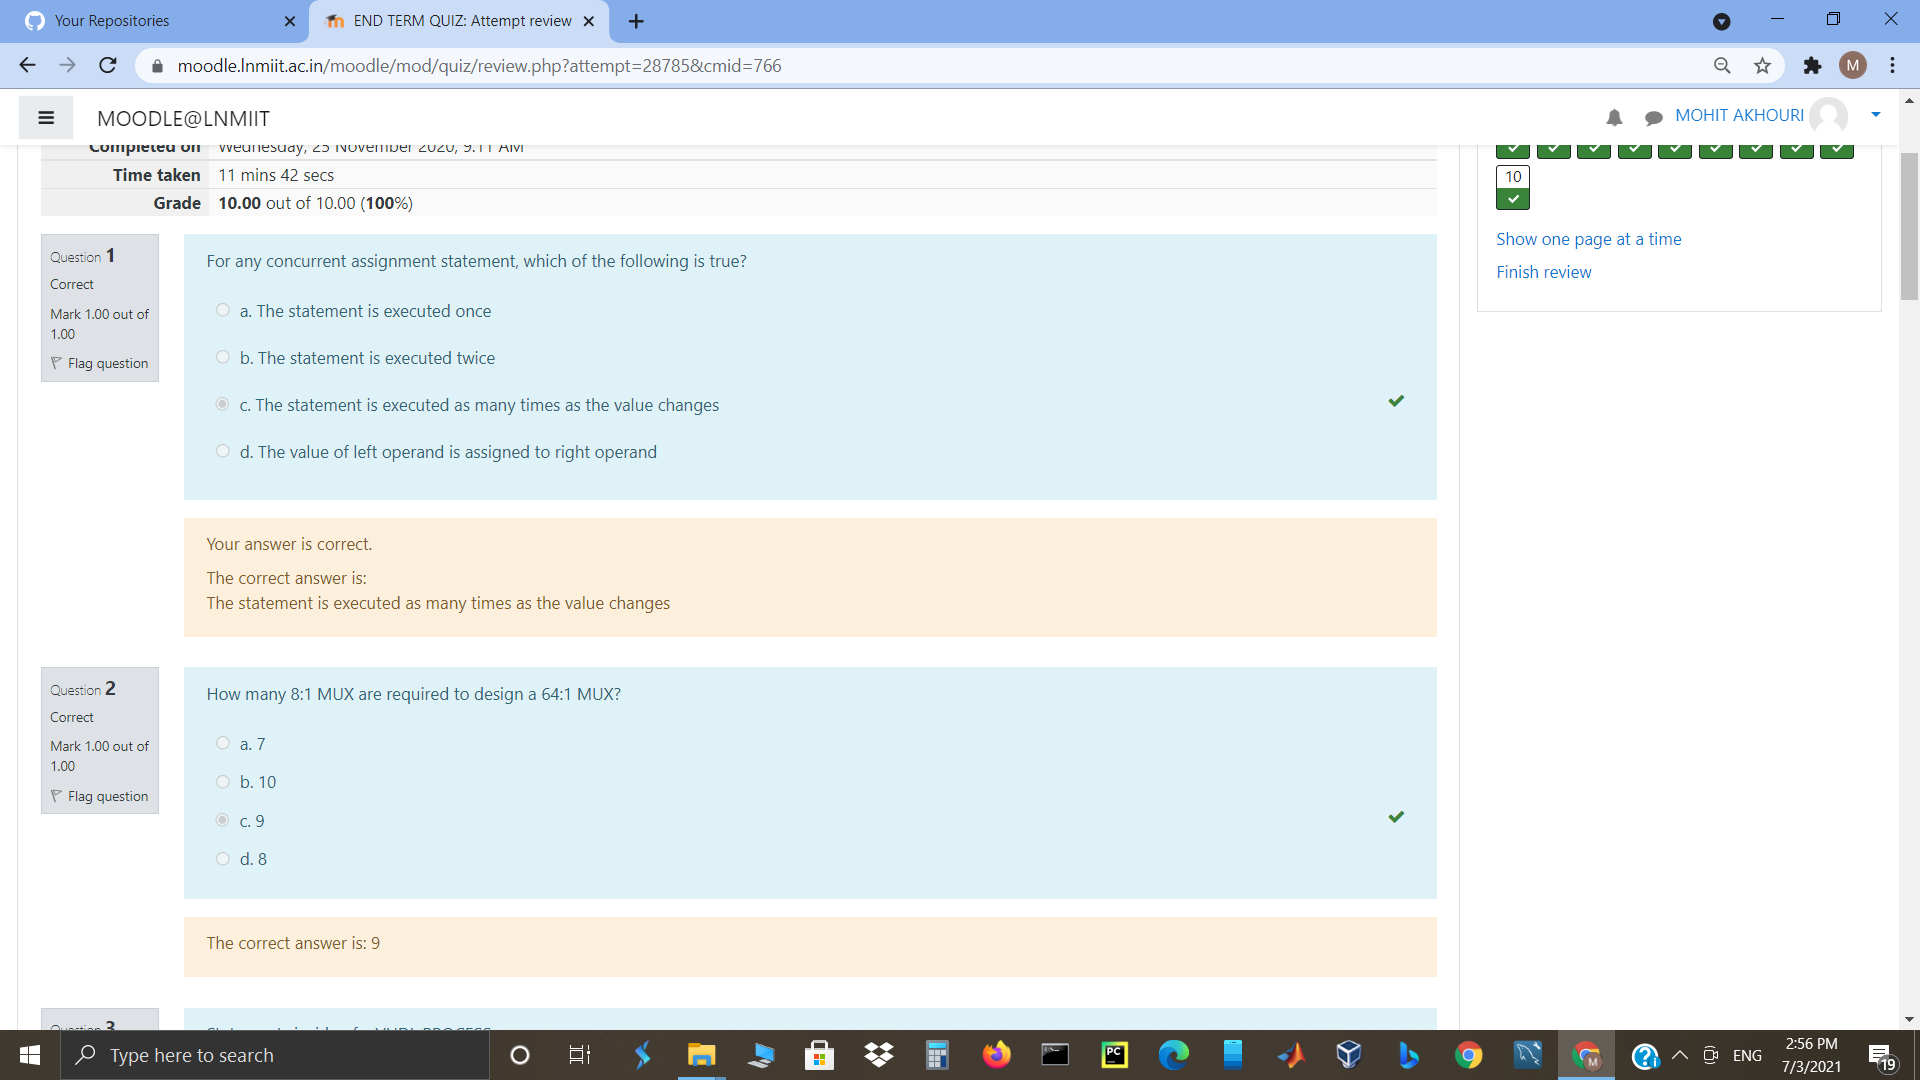 Your Repositories
END TERM QUIZ: Attempt review
moodle.lnmiit.ac.in/moodle/mod/quiz/review.php?attempt=28785&cmid=766
M
MOODLE@LNMIIT
MOHIT AKHOURI
Completed on Wednesday, 25 November 2020, 9:11 AM
Time taken 11 mins 42 secs
Grade 10.00 out of 10.00 (100%)
10
Show one page at a time
Finish review
Question 1
Correct
Mark 1.00 out of
1.00
Flag question
For any concurrent assignment statement, which of the following is true?
a. The statement is executed once
b. The statement is executed twice
c. The statement is executed as many times as the value changes
d. The value of left operand is assigned to right operand
Your answer is correct.
The correct answer is:
The statement is executed as many times as the value changes
Question 2
Correct
Mark 1.00 out of
1.00
Flag question
How many 8:1 MUX are required to design a 64:1 MUX?
a. 7
b. 10
c. 9
d. 8
The correct answer is: 9
Question 3
Type here to search
PC
M
ENG
2:56 PM
7/3/2021
19